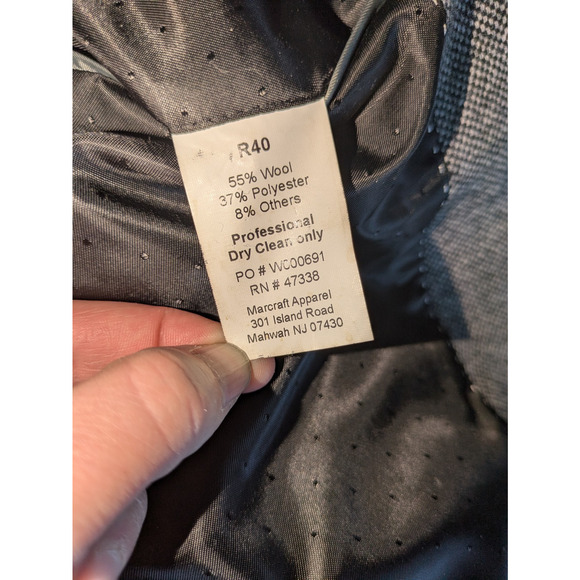 R40
55% Wool
37% Polyester
8% Others
Professional
Dry Clean only
PO # WC00691
RN # 47338
Marcraft Apparel
301 Island Road
Mahwah NJ 07430